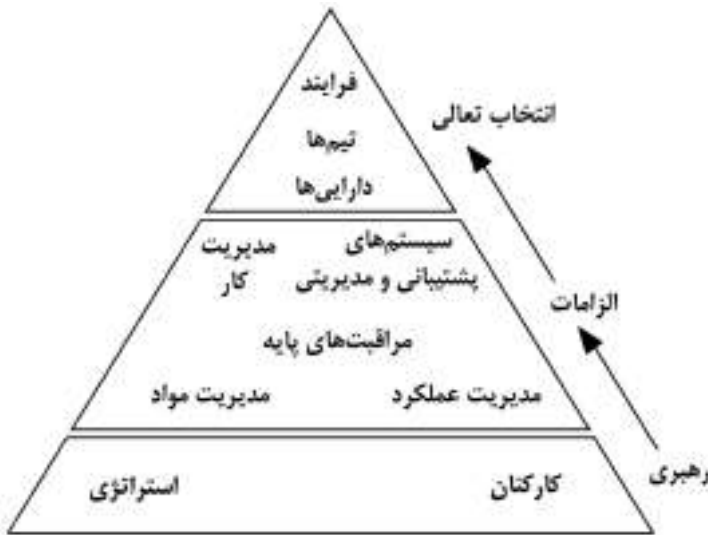 فرایند
تیم‌ها
دارایی‌ها
انتخاب تعالی
سیستم‌های
پشتیبانی و مدیریتی
مدیریت
کار
الزامات
مراقبت‌های پایه
مدیریت عملکرد
مدیریت مواد
رهبری
کارکنان
استراتژی